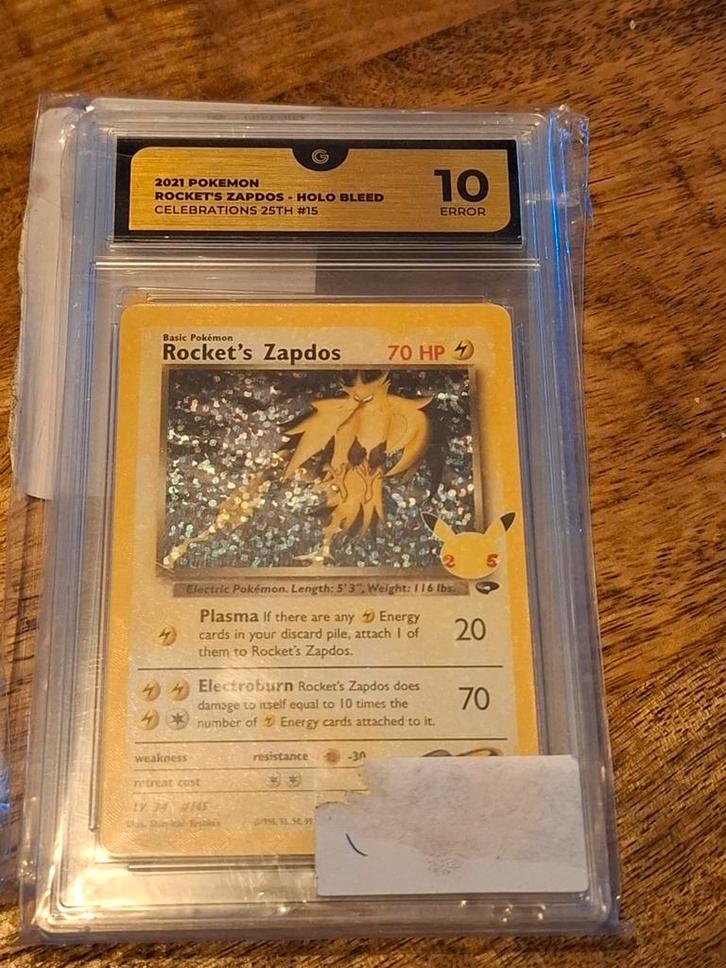 G
2021 POKEMON
ROCKET'S ZAPDOS - HOLO BLEED
CELEBRATIONS 25TH #15
10
ERROR
Basic Pokémon
Rocket's Zapdos 70 HP
25
Electric Pokémon. Length: 5' 3", Weight: 116 lbs.
Plasma If there are any Energy
cards in your discard pile, attach 1 of
them to Rocket's Zapdos.
20
Electroburn Rocket's Zapdos does
damage to itself equal to 10 times the
number of Energy cards attached to it.
70
weakness resistance -30
retreat cost
LV. #145